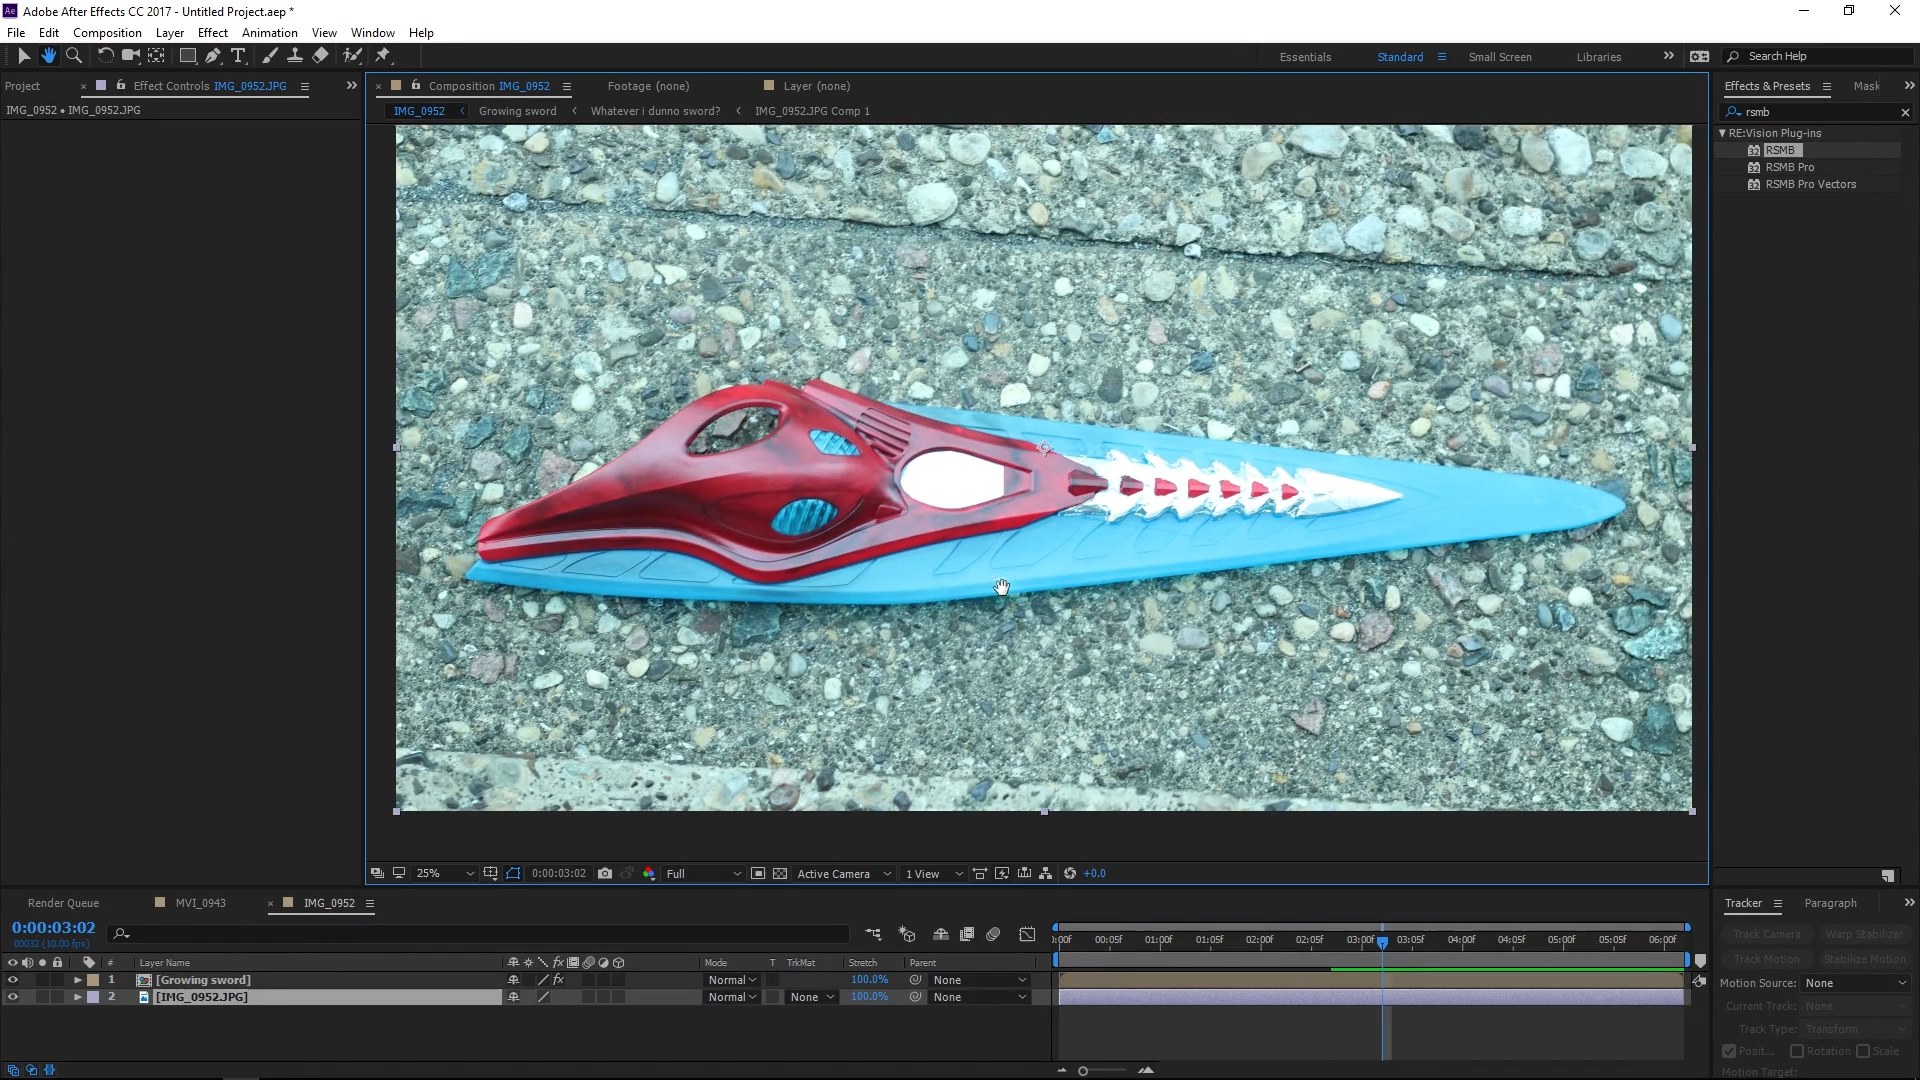 Adobe After Effects CC 2017 - Untitled Project.aep *
File Edit Composition Layer Effect Animation View Window Help
Essentials Standard Small Screen Libraries Search Help
Project Effect Controls IMG_0952.JPG Composition IMG_0952 Footage (none) Layer (none) Effects & Presets Mask
IMG_0952 • IMG_0952.JPG
IMG_0952 Growing sword Whatever i dunno sword? IMG_0952.JPG Comp 1
rsmb
RE:Vision Plug-ins
RSMB
RSMB Pro
RSMB Pro Vectors
25% 0:00:03:02 Full Active Camera 1 View +0.0
Render Queue MVI_0943 IMG_0952 Tracker Paragraph
0:00:03:02
00032 (10.00 fps)
:00f 00:05f 01:00f 01:05f 02:00f 02:05f 03:00f 03:05f 04:00f 04:05f 05:00f 05:05f 06:00f
Track Camera Warp Stabilizer
Track Motion Stabilize Motion
# Layer Name Mode T TrkMat Stretch Parent
1 [Growing sword] Normal 100.0% None
2 [IMG_0952.JPG] Normal None 100.0% None
Motion Source: None
Current Track: None
Track Type: Transform
Posit... Rotation Scale
Motion Target: